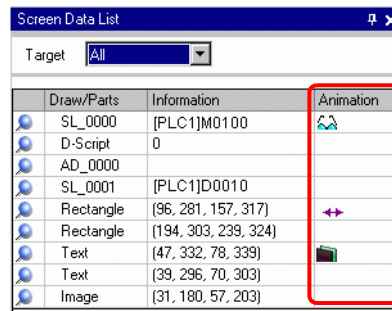 Screen Data List
Target All
Draw/Parts Information Animation
SL_0000 [PLC1]M0100
D-Script 0
AD_0000
SL_0001 [PLC1]D0010
Rectangle (96, 281, 157, 317)
Rectangle (194, 303, 239, 324)
Text (47, 332, 78, 339)
Text (39, 296, 70, 303)
Image (31, 180, 57, 203)